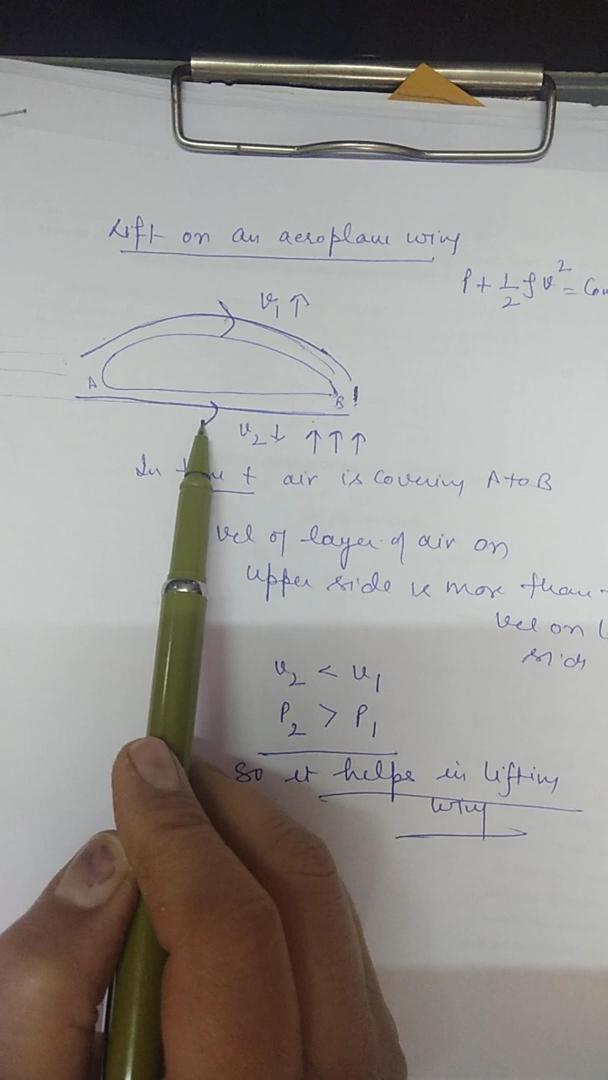 Lift on an aeroplane wing
P + 1/2 ρv² = Con
v₁ ↑
A
B
v₂ ↓ ↑↑↑
In t air is covering A to B
vel of layer of air on
upper side is more than
vel on L
side
v₂ < v₁
P₂ > P₁
so it helps in lifting
wing